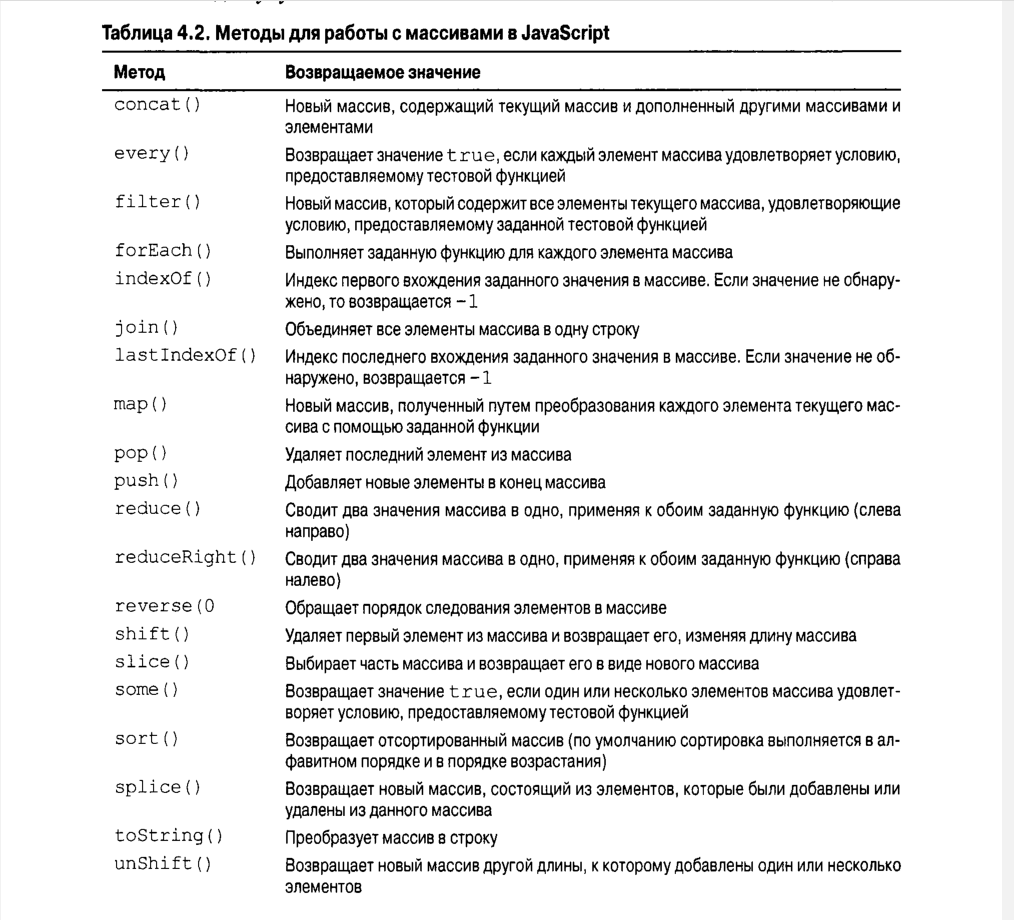 Таблица 4.2. Методы для работы с массивами в JavaScript
Метод Возвращаемое значение
concat() Новый массив, содержащий текущий массив и дополненный другими массивами и
элементами
every() Возвращает значение true, если каждый элемент массива удовлетворяет условию,
предоставляемому тестовой функцией
filter() Новый массив, который содержит все элементы текущего массива, удовлетворяющие
условию, предоставляемому заданной тестовой функцией
forEach() Выполняет заданную функцию для каждого элемента массива
indexOf() Индекс первого вхождения заданного значения в массиве. Если значение не обнару-
жено, то возвращается −1
join() Объединяет все элементы массива в одну строку
lastIndexOf() Индекс последнего вхождения заданного значения в массиве. Если значение не об-
наружено, возвращается −1
map() Новый массив, полученный путем преобразования каждого элемента текущего мас-
сива с помощью заданной функции
pop() Удаляет последний элемент из массива
push() Добавляет новые элементы в конец массива
reduce() Сводит два значения массива в одно, применяя к обоим заданную функцию (слева
направо)
reduceRight() Сводит два значения массива в одно, применяя к обоим заданную функцию (справа
налево)
reverse(0 Обращает порядок следования элементов в массиве
shift() Удаляет первый элемент из массива и возвращает его, изменяя длину массива
slice() Выбирает часть массива и возвращает его в виде нового массива
some() Возвращает значение true, если один или несколько элементов массива удовлет-
воряет условию, предоставляемому тестовой функцией
sort() Возвращает отсортированный массив (по умолчанию сортировка выполняется в ал-
фавитном порядке и в порядке возрастания)
splice() Возвращает новый массив, состоящий из элементов, которые были добавлены или
удалены из данного массива
toString() Преобразует массив в строку
unShift() Возвращает новый массив другой длины, к которому добавлены один или несколько
элементов